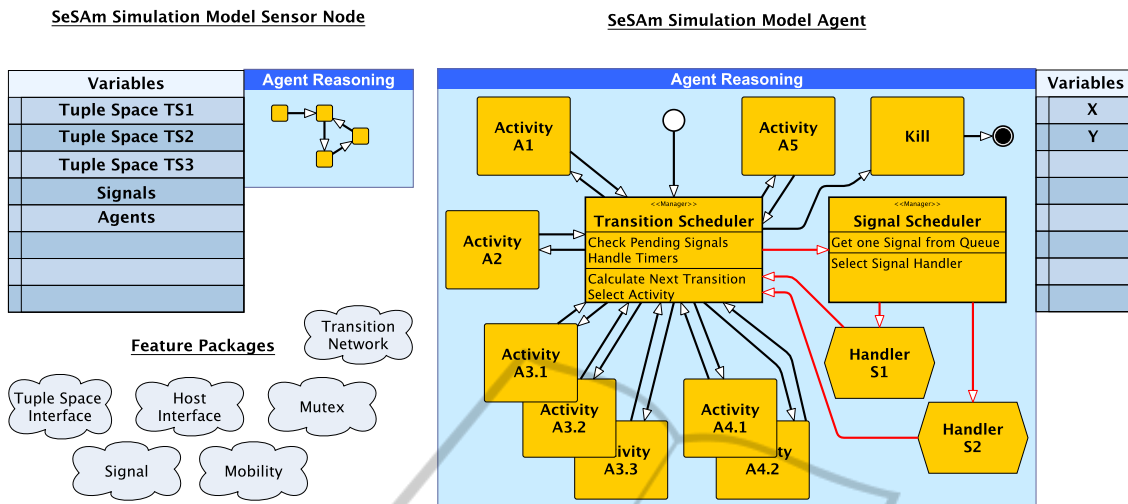 SeSAm Simulation Model Sensor Node
Variables
Tuple Space TS1
Tuple Space TS2
Tuple Space TS3
Signals
Agents
Agent Reasoning
Feature Packages
Transition
Network
Tuple Space
Interface
Host
Interface
Mutex
Signal
Mobility
SeSAm Simulation Model Agent
Agent Reasoning
Activity
A1
Activity
A5
Kill
Activity
A2
<<Manager>>
Transition Scheduler
Check Pending Signals
Handle Timers
Calculate Next Transition
Select Activity
<<Manager>>
Signal Scheduler
Get one Signal from Queue
Select Signal Handler
Activity
A3.1
Activity
A3.2
Activity
A3.3
Activity
A4.1
Activity
A4.2
Handler
S1
Handler
S2
Variables
X
Y